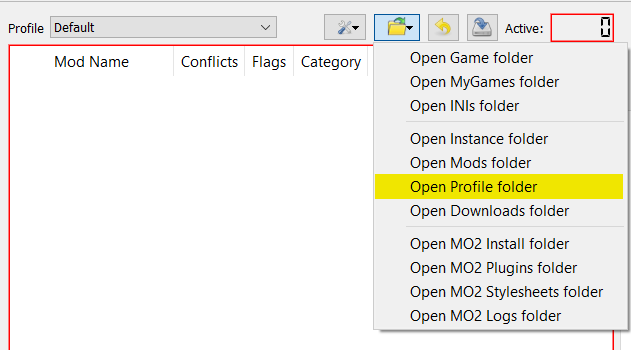 Profile Default Active: 0
Mod Name Conflicts Flags Category
Open Game folder
Open MyGames folder
Open INIs folder
Open Instance folder
Open Mods folder
Open Profile folder
Open Downloads folder
Open MO2 Install folder
Open MO2 Plugins folder
Open MO2 Stylesheets folder
Open MO2 Logs folder